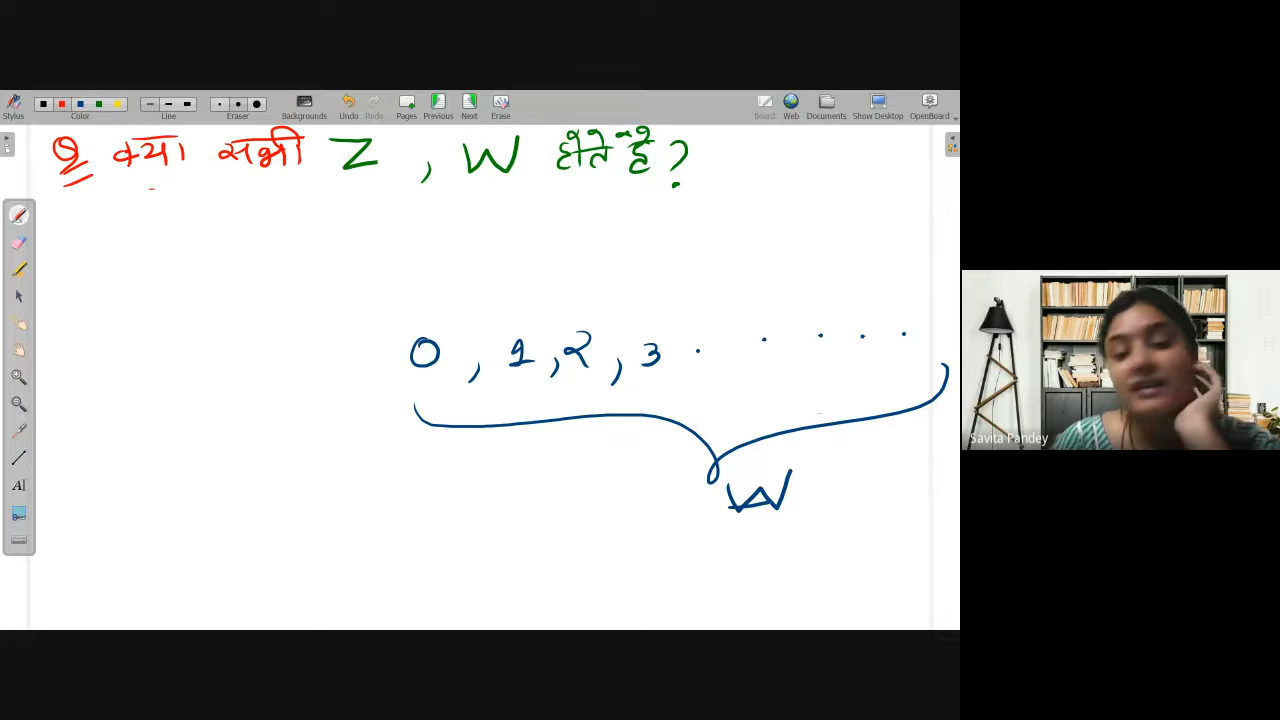 Stylus Color Line Eraser Backgrounds Undo Redo Pages Previous Next Erase Board Web Documents Show Desktop OpenBoard
Q क्या सभी Z , W होते हैं ?
0 , 1 , 2 , 3 . . . . .
W
Savita Pandey